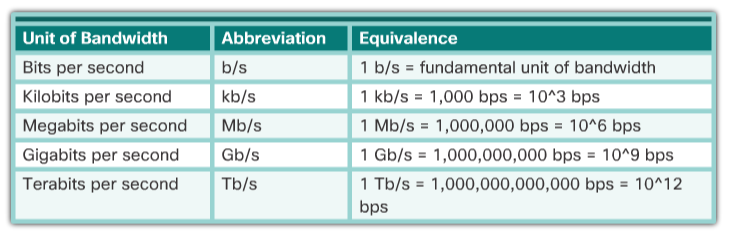 Unit of Bandwidth Abbreviation Equivalence
Bits per second b/s 1 b/s = fundamental unit of bandwidth
Kilobits per second kb/s 1 kb/s = 1,000 bps = 10^3 bps
Megabits per second Mb/s 1 Mb/s = 1,000,000 bps = 10^6 bps
Gigabits per second Gb/s 1 Gb/s = 1,000,000,000 bps = 10^9 bps
Terabits per second Tb/s 1 Tb/s = 1,000,000,000,000 bps = 10^12
bps